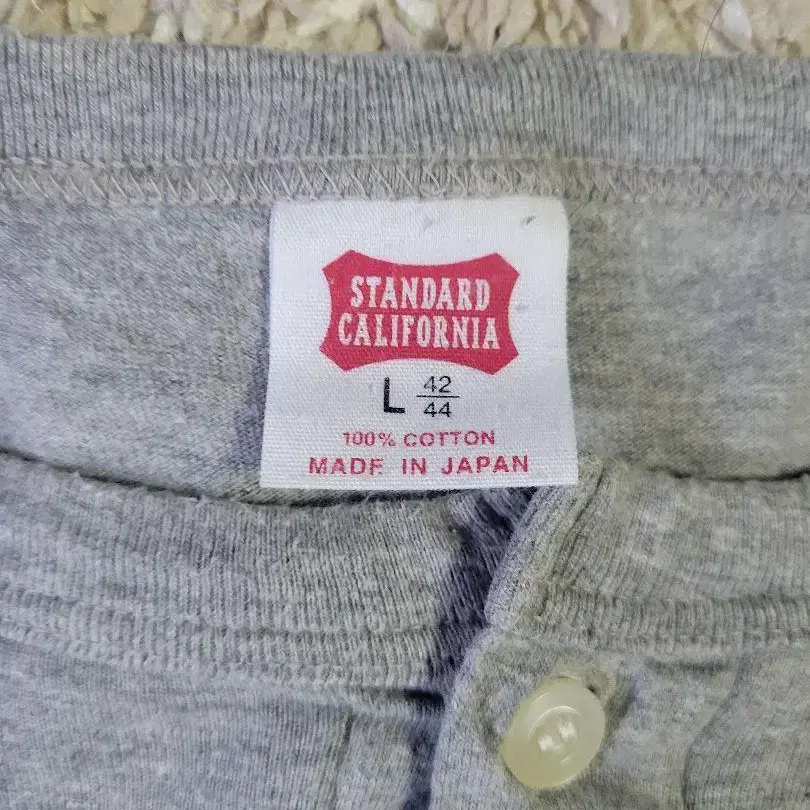 STANDARD
CALIFORNIA
L 42/44
100% COTTON
MADE IN JAPAN